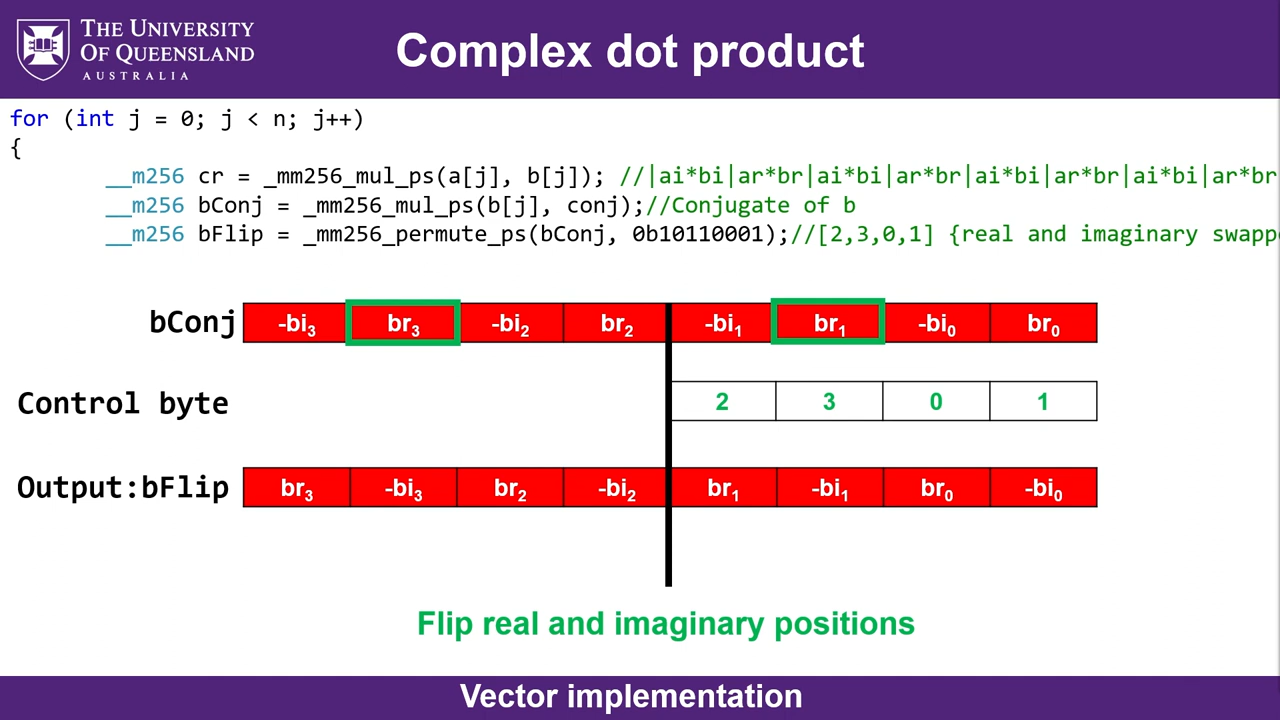 THE UNIVERSITY
OF QUEENSLAND
AUSTRALIA
Complex dot product
for (int j = 0; j < n; j++)
{
__m256 cr = _mm256_mul_ps(a[j], b[j]); //|ai*bi|ar*br|ai*bi|ar*br|ai*bi|ar*br|ai*bi|ar*br
__m256 bConj = _mm256_mul_ps(b[j], conj);//Conjugate of b
__m256 bFlip = _mm256_permute_ps(bConj, 0b10110001);//[2,3,0,1] {real and imaginary swappe
bConj -bi₃ br₃ -bi₂ br₂ -bi₁ br₁ -bi₀ br₀
Control byte 2 3 0 1
Output:bFlip br₃ -bi₃ br₂ -bi₂ br₁ -bi₁ br₀ -bi₀
Flip real and imaginary positions
Vector implementation